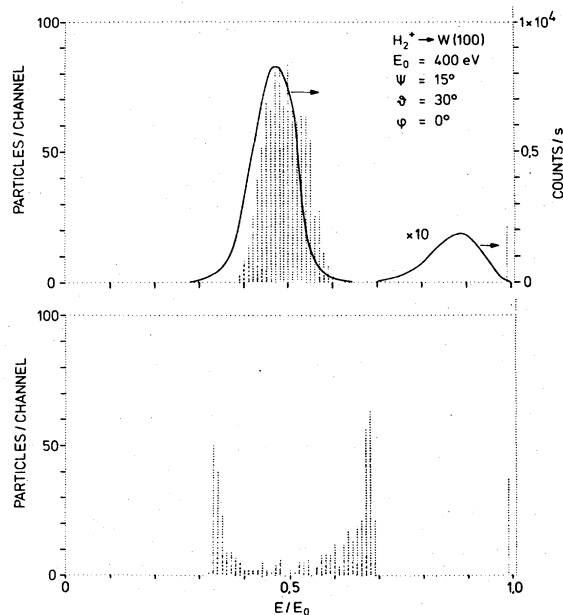 100
50
0
PARTICLES / CHANNEL
H₂⁺ → W(100)
E₀ = 400 eV
Ψ = 15°
ϑ = 30°
φ = 0°
×10
1×10⁴
0,5
0
COUNTS / s
100
50
0
PARTICLES / CHANNEL
0
0,5
1,0
E/E₀